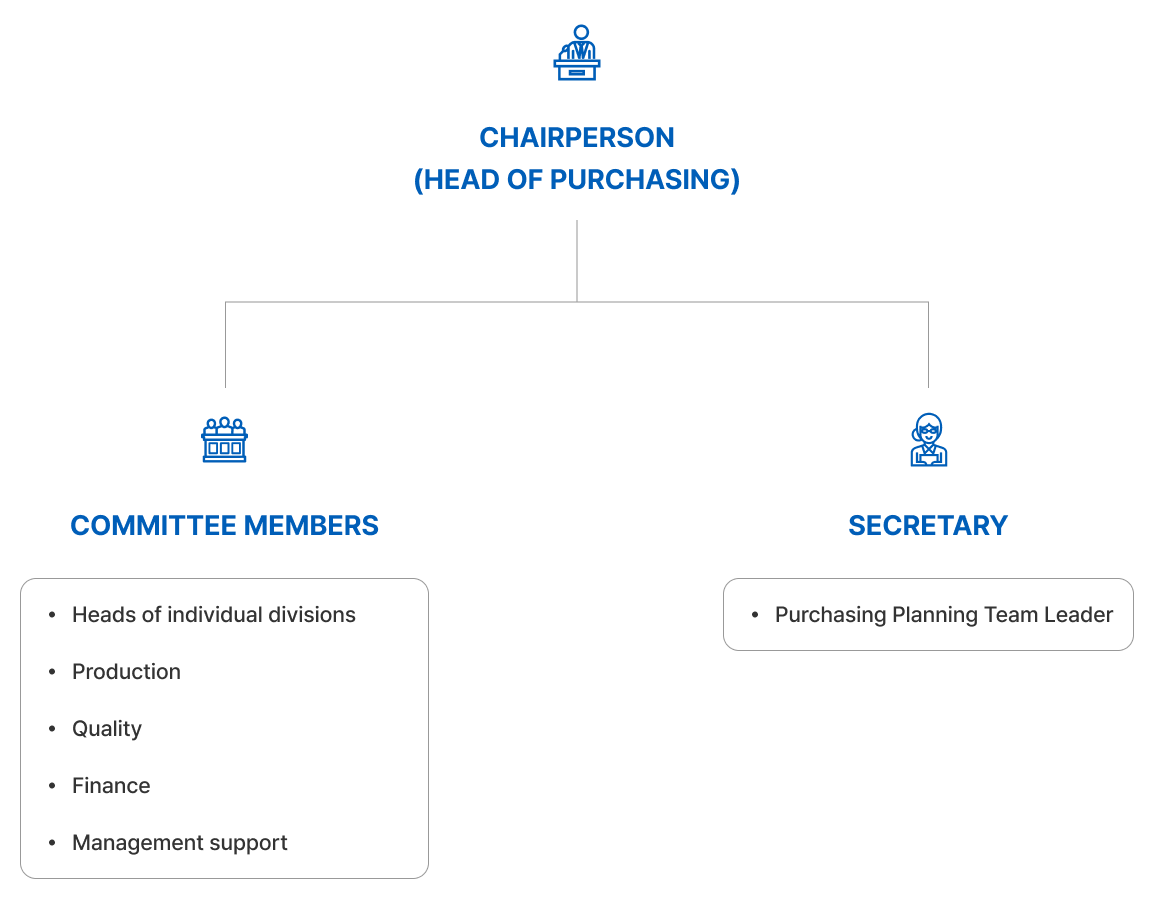 CHAIRPERSON
(HEAD OF PURCHASING)
COMMITTEE MEMBERS
• Heads of individual divisions
• Production
• Quality
• Finance
• Management support
SECRETARY
• Purchasing Planning Team Leader